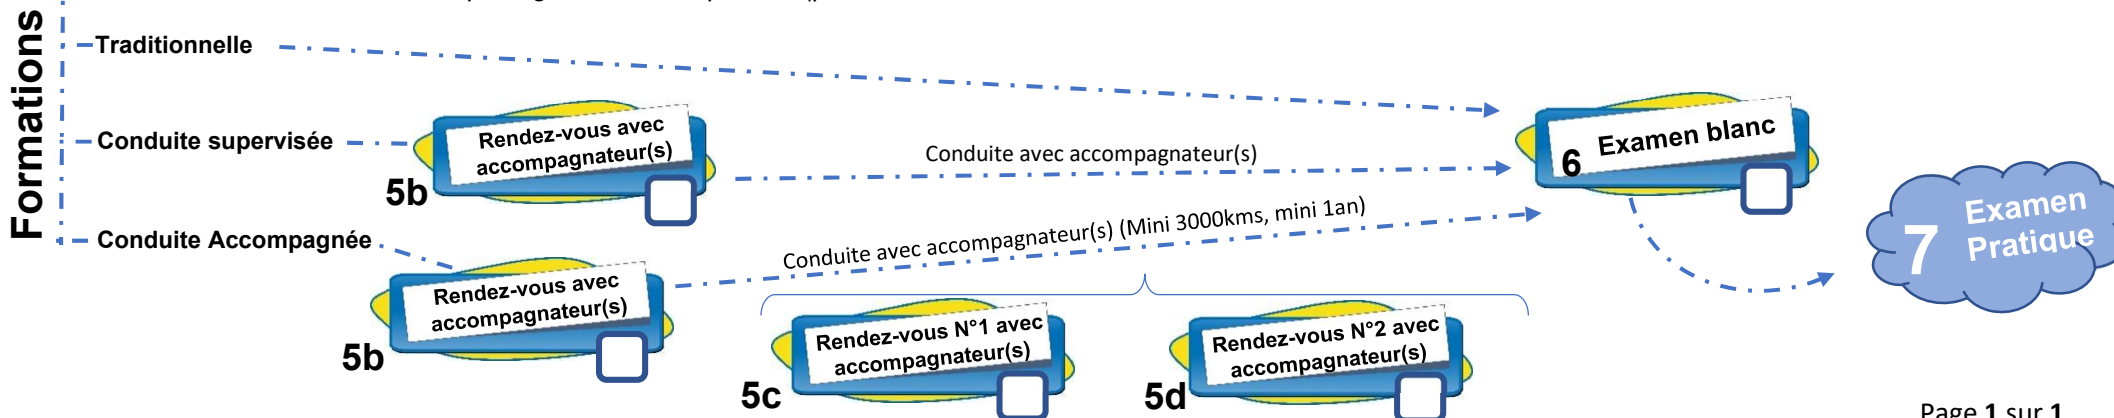 Formations
Traditionnelle
Conduite supervisée
Rendez-vous avec
accompagnateur(s)
5b
Conduite avec accompagnateur(s)
6 Examen blanc
Conduite Accompagnée
Rendez-vous avec
accompagnateur(s)
5b
Conduite avec accompagnateur(s) (Mini 3000kms, mini 1an)
Rendez-vous N°1 avec
accompagnateur(s)
5c
Rendez-vous N°2 avec
accompagnateur(s)
5d
7 Examen
Pratique
Page 1 sur 1